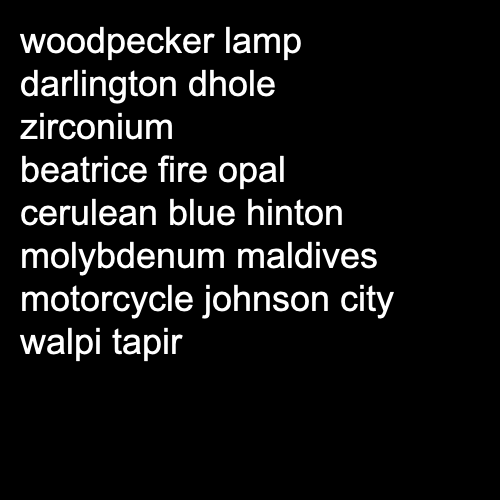 woodpecker lamp
darlington dhole
zirconium
beatrice fire opal
cerulean blue hinton
molybdenum maldives
motorcycle johnson city
walpi tapir